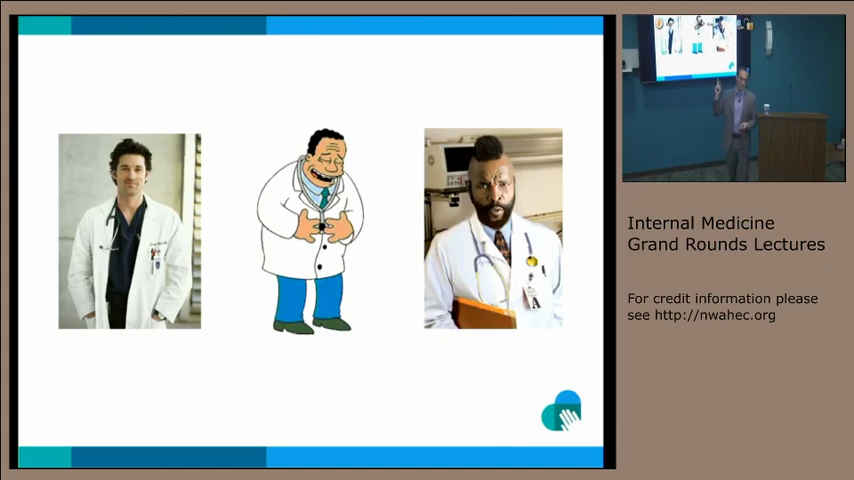 Internal Medicine
Grand Rounds Lectures
For credit information please
see http://nwahec.org